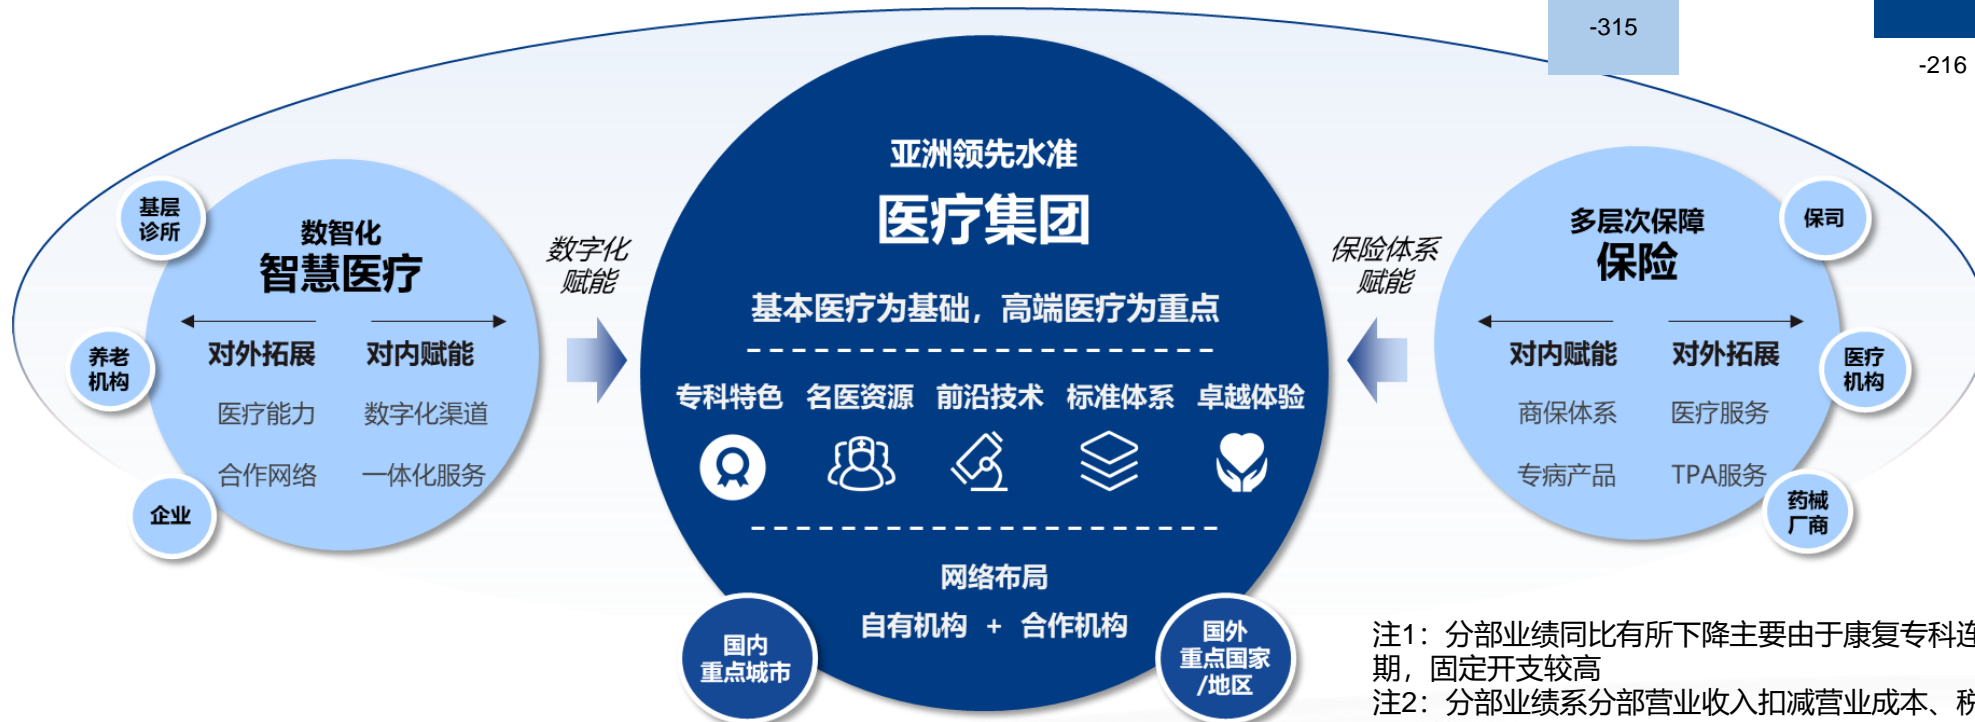 -315
-216
亚洲领先水准
医疗集团
基本医疗为基础，高端医疗为重点
专科特色 名医资源 前沿技术 标准体系 卓越体验
网络布局
自有机构 + 合作机构
国内
重点城市
国外
重点国家
/地区
基层
诊所
养老
机构
企业
数智化
智慧医疗
对外拓展 对内赋能
医疗能力 数字化渠道
合作网络 一体化服务
数字化
赋能
保险体系
赋能
多层次保障
保险
对内赋能 对外拓展
商保体系 医疗服务
专病产品 TPA服务
保司
医疗
机构
药械
厂商
注1：分部业绩同比有所下降主要由于康复专科连
期，固定开支较高
注2：分部业绩系分部营业收入扣减营业成本、税